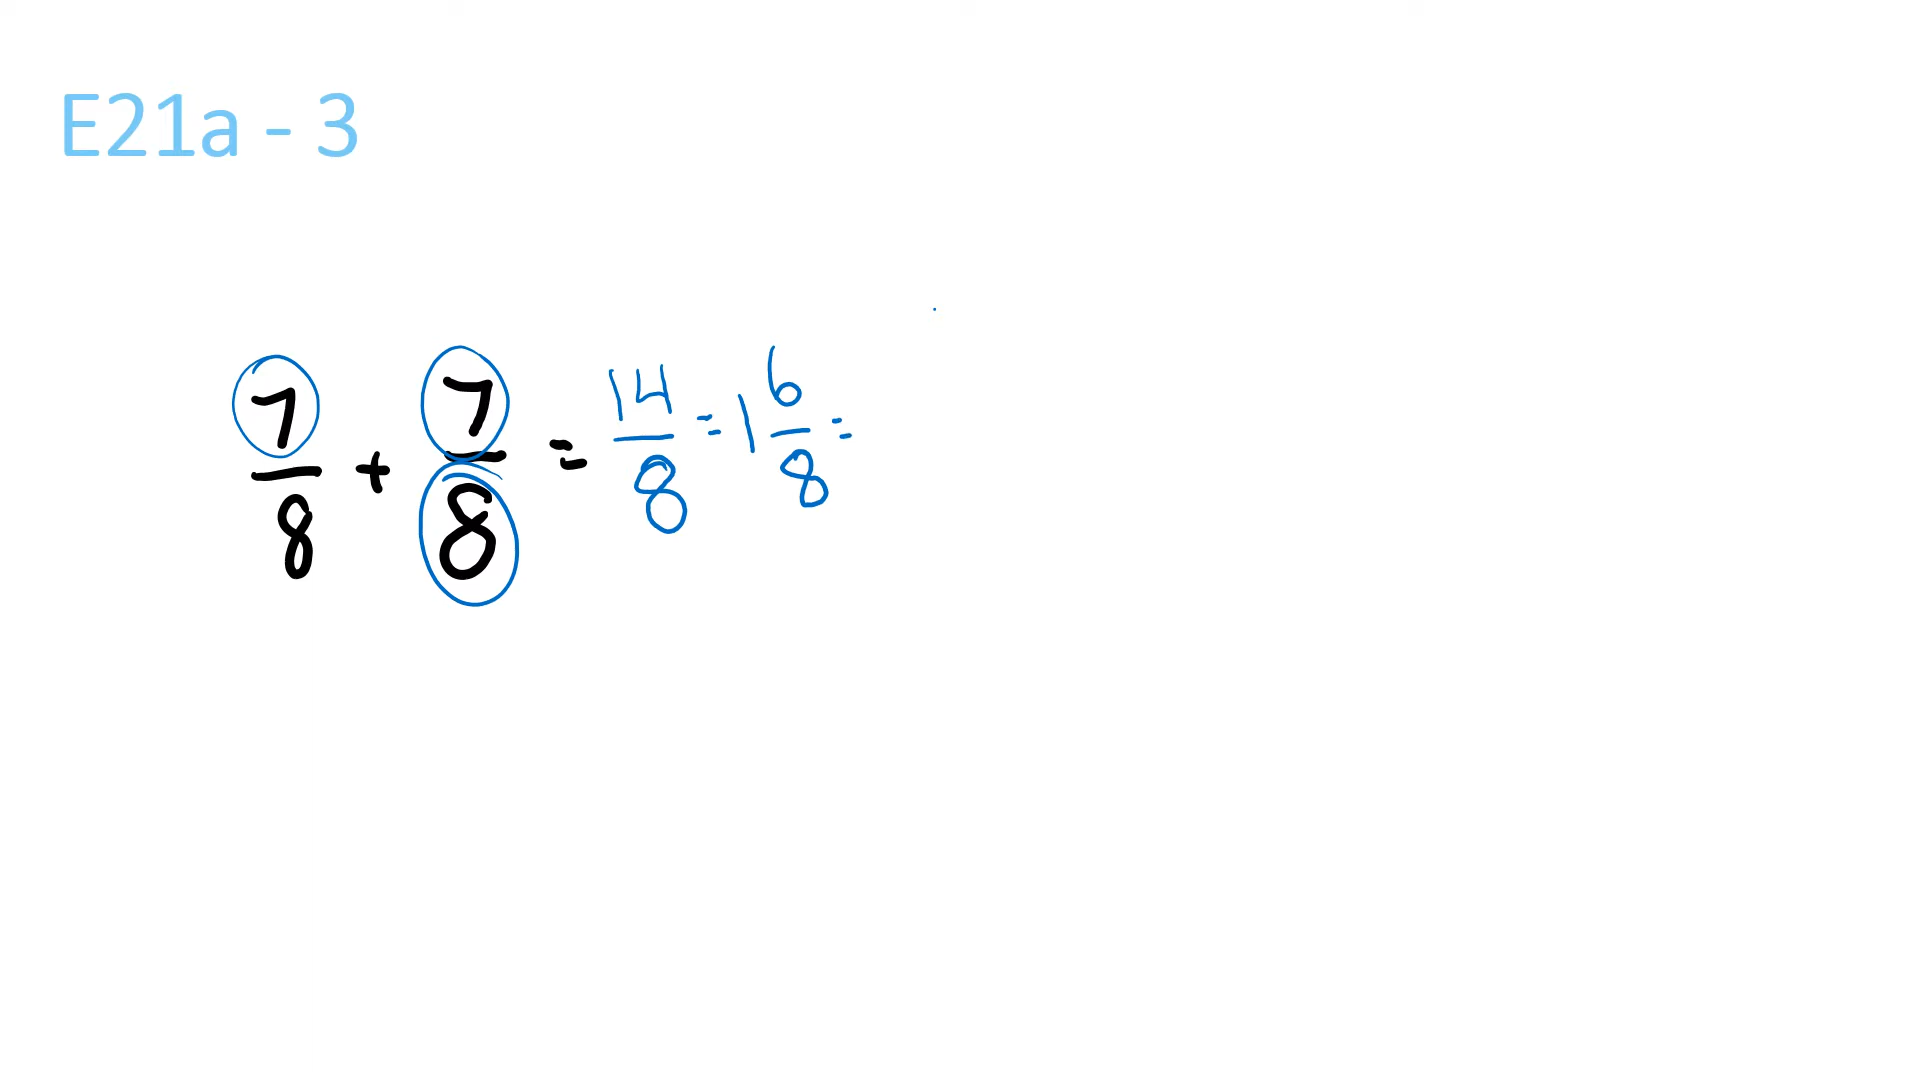 E21a - 3
7/8 + 7/8 = 14/8 = 1 6/8 =